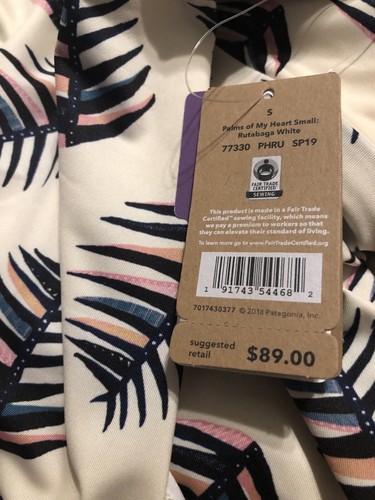 S
Palms of My Heart Small:
Rutabaga White
77330 PHRU SP19
FAIR TRADE
CERTIFIED
SEWING
This product is made in a Fair Trade
Certified™ sewing facility, which means
we pay a premium to workers so that
they can elevate their standard of living.
To learn more go to www.FairTradeCertified.org.
1 91743 54468 2
7017430377 © 2018 Patagonia, Inc.
suggested
retail $89.00